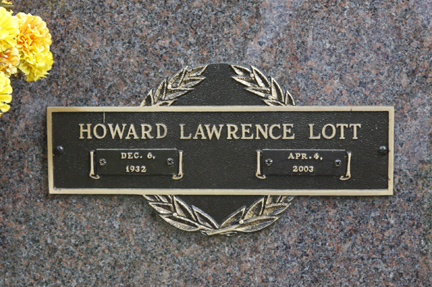 HOWARD LAWRENCE LOTT
DEC. 6,
1932
APR. 4,
2003